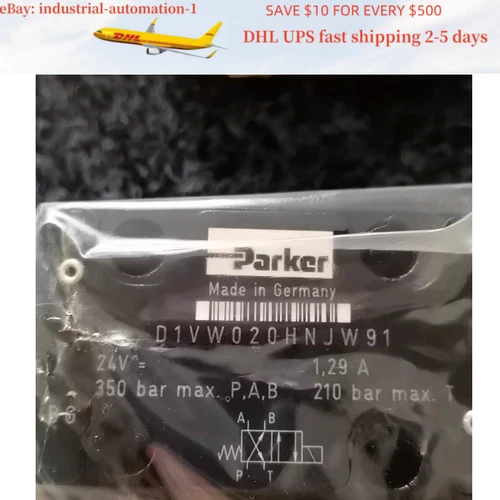 eBay: industrial-automation-1
SAVE $10 FOR EVERY $500
DHL
DHL UPS fast shipping 2-5 days
Parker
Made in Germany
D1VW020HNJW91
24V = 1,29 A
350 bar max. P,A,B 210 bar max. T
A B
P T